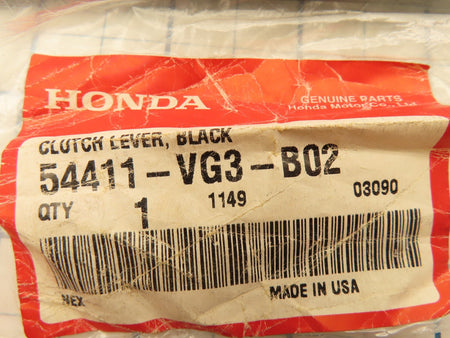 HONDA
GENUINE PARTS
Honda Motor Co., Ltd.
CLUTCH LEVER, BLACK
54411-VG3-B02
QTY 1 1149 03090
NEX MADE IN USA